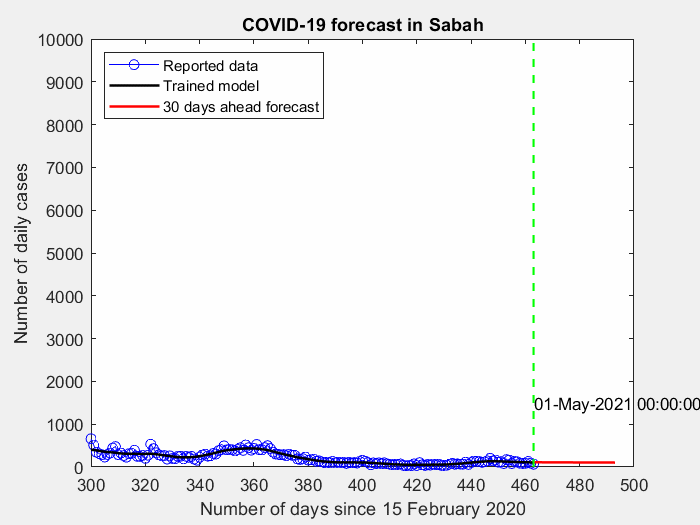 COVID-19 forecast in Sabah
10000
9000
8000
7000
6000
5000
4000
3000
2000
1000
0
Number of daily cases
Reported data
Trained model
30 days ahead forecast
01-May-2021 00:00:00
300 320 340 360 380 400 420 440 460 480 500
Number of days since 15 February 2020